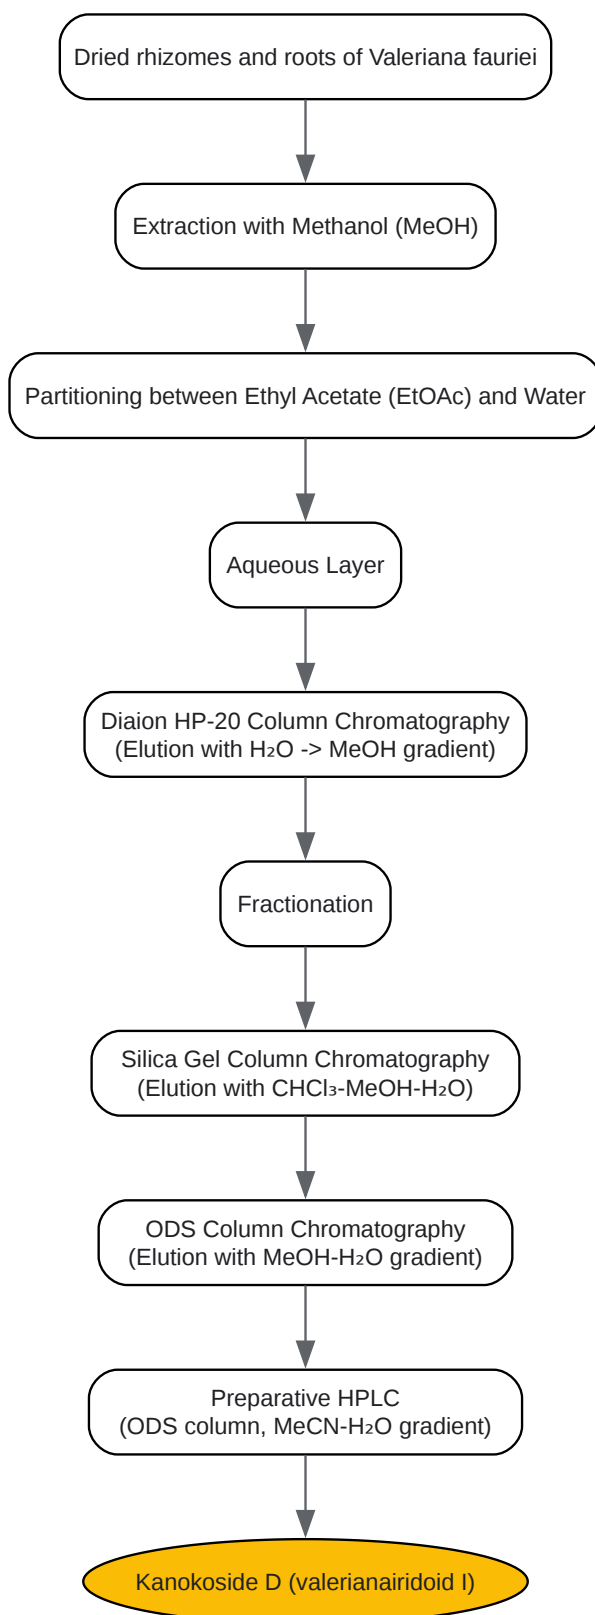 Dried rhizomes and roots of Valeriana fauriei
Extraction with Methanol (MeOH)
Partitioning between Ethyl Acetate (EtOAc) and Water
Aqueous Layer
Diaion HP-20 Column Chromatography
(Elution with H₂O -> MeOH gradient)
Fractionation
Silica Gel Column Chromatography
(Elution with CHCl₃-MeOH-H₂O)
ODS Column Chromatography
(Elution with MeOH-H₂O gradient)
Preparative HPLC
(ODS column, MeCN-H₂O gradient)
Kanokoside D (valerianairidoid I)